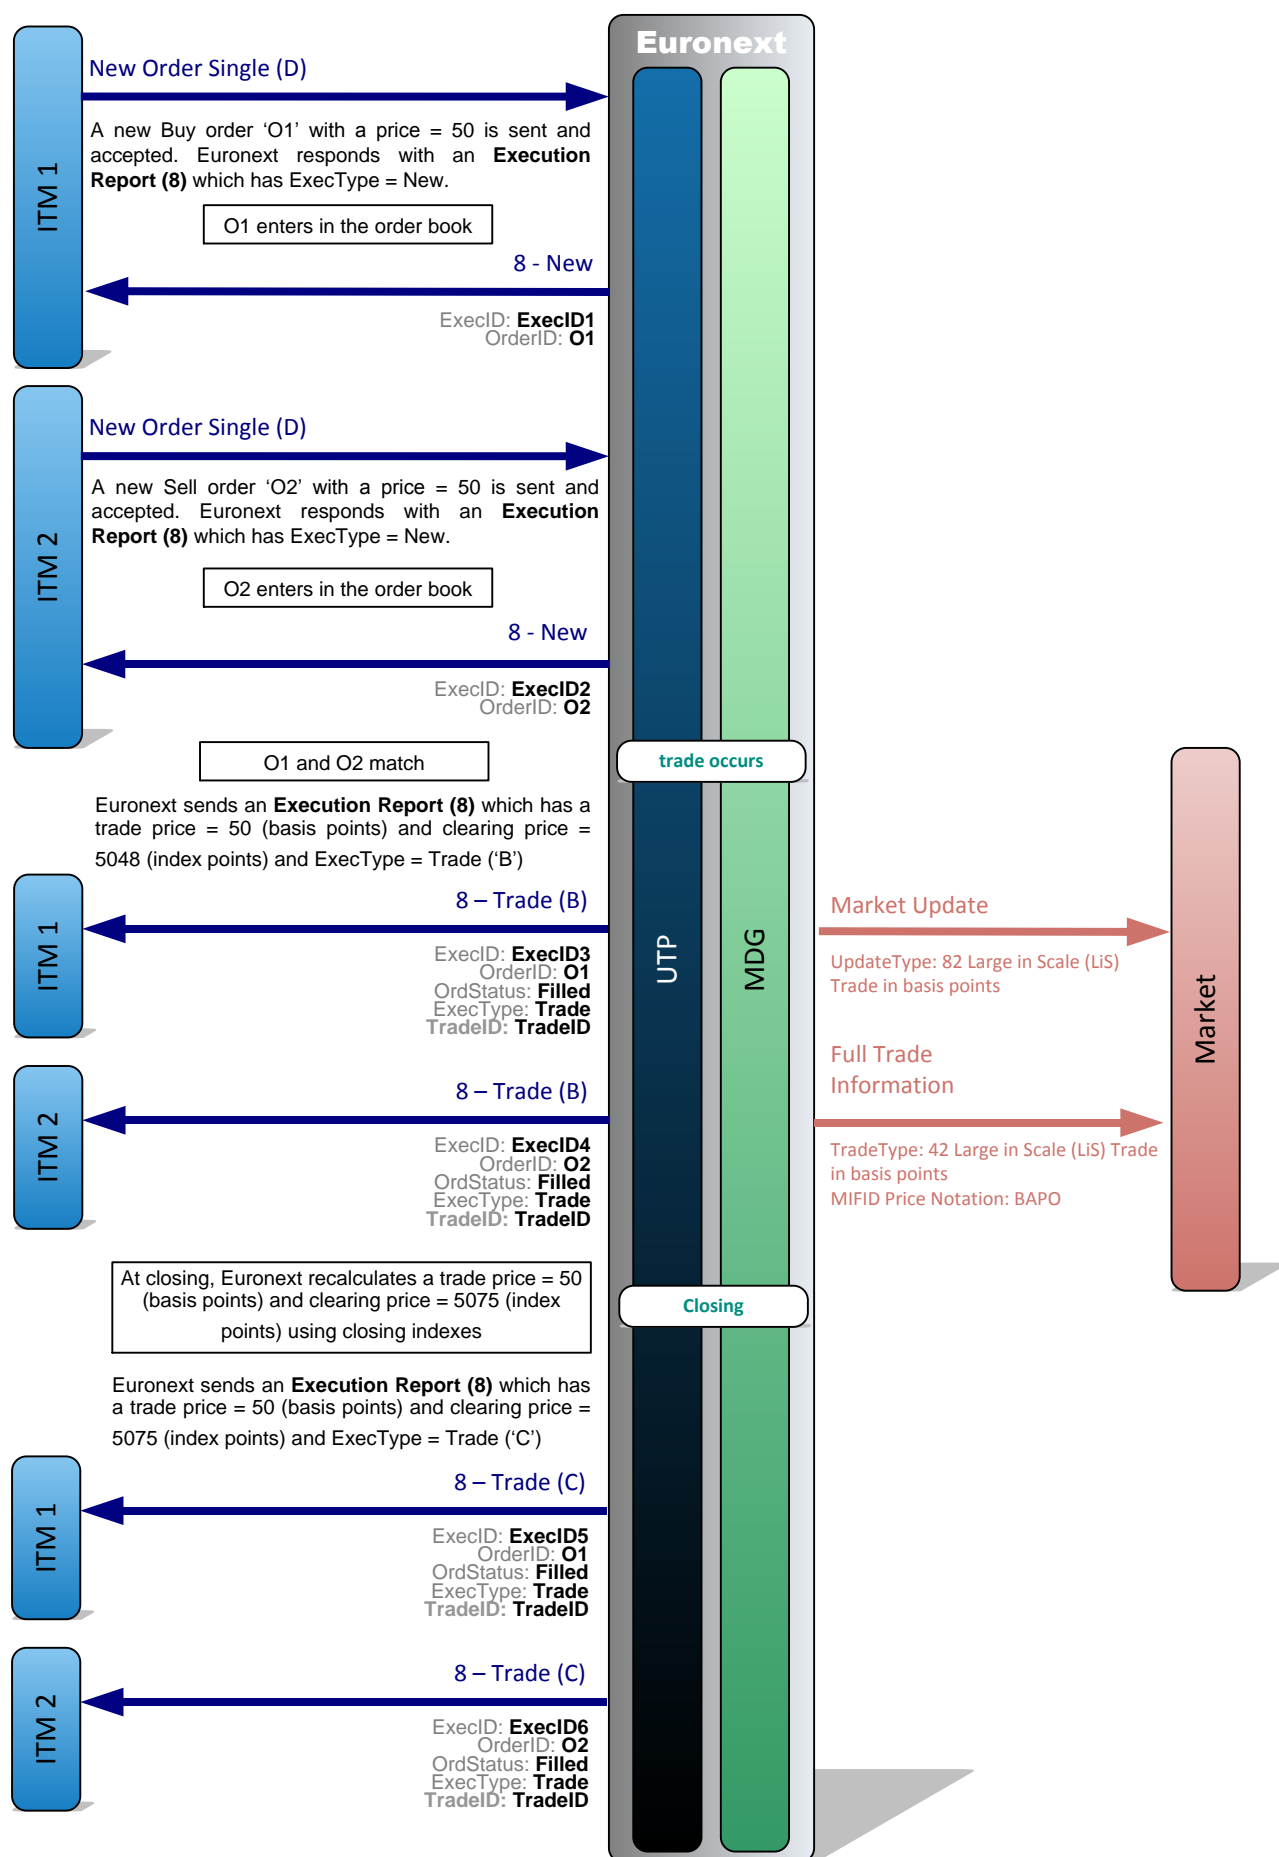 Euronext
New Order Single (D)
A new Buy order ‘O1’ with a price = 50 is sent and
accepted. Euronext responds with an Execution
Report (8) which has ExecType = New.
ITM 1
O1 enters in the order book
8 - New
ExecID: ExecID1
OrderID: O1
New Order Single (D)
A new Sell order ‘O2’ with a price = 50 is sent and
accepted. Euronext responds with an Execution
Report (8) which has ExecType = New.
ITM 2
O2 enters in the order book
8 - New
ExecID: ExecID2
OrderID: O2
O1 and O2 match
trade occurs
Euronext sends an Execution Report (8) which has a
trade price = 50 (basis points) and clearing price =
5048 (index points) and ExecType = Trade (‘B’)
8 – Trade (B)
ITM 1
ExecID: ExecID3
OrderID: O1
OrdStatus: Filled
ExecType: Trade
TradeID: TradeID
UTP
MDG
Market Update
UpdateType: 82 Large in Scale (LiS)
Trade in basis points
Full Trade
Information
TradeType: 42 Large in Scale (LiS) Trade
in basis points
MIFID Price Notation: BAPO
Market
8 – Trade (B)
ITM 2
ExecID: ExecID4
OrderID: O2
OrdStatus: Filled
ExecType: Trade
TradeID: TradeID
At closing, Euronext recalculates a trade price = 50
(basis points) and clearing price = 5075 (index
points) using closing indexes
Closing
Euronext sends an Execution Report (8) which has
a trade price = 50 (basis points) and clearing price =
5075 (index points) and ExecType = Trade (‘C’)
8 – Trade (C)
ITM 1
ExecID: ExecID5
OrderID: O1
OrdStatus: Filled
ExecType: Trade
TradeID: TradeID
8 – Trade (C)
ITM 2
ExecID: ExecID6
OrderID: O2
OrdStatus: Filled
ExecType: Trade
TradeID: TradeID